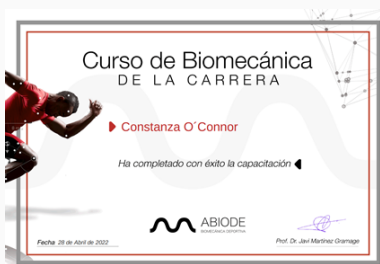 Curso de Biomecánica
DE LA CARRERA
Constanza O´Connor
Ha completado con éxito la capacitación
ABIODE
BIOMECÁNICA DEPORTIVA
Fecha 28 de Abril de 2022
Prof. Dr. Javi Martínez Gramage